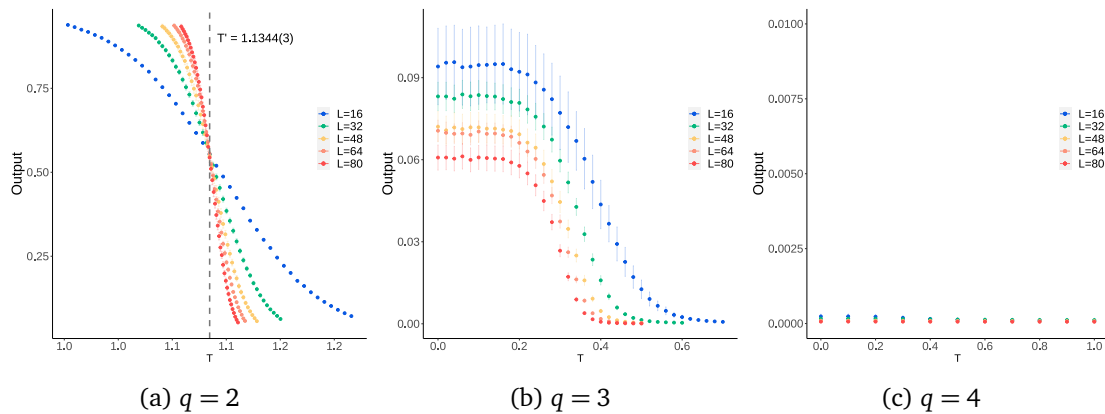 T' = 1.1344(3)
0.75
0.50
0.25
Output
1.0
1.0
1.1
1.1
1.2
1.2
T
L=16
L=32
L=48
L=64
L=80
(a) q = 2
0.09
0.06
0.03
0.00
Output
0.0
0.2
0.4
0.6
T
L=16
L=32
L=48
L=64
L=80
(b) q = 3
0.0100
0.0075
0.0050
0.0025
0.0000
Output
0.0
0.2
0.4
0.6
0.8
1.0
T
L=16
L=32
L=48
L=64
L=80
(c) q = 4